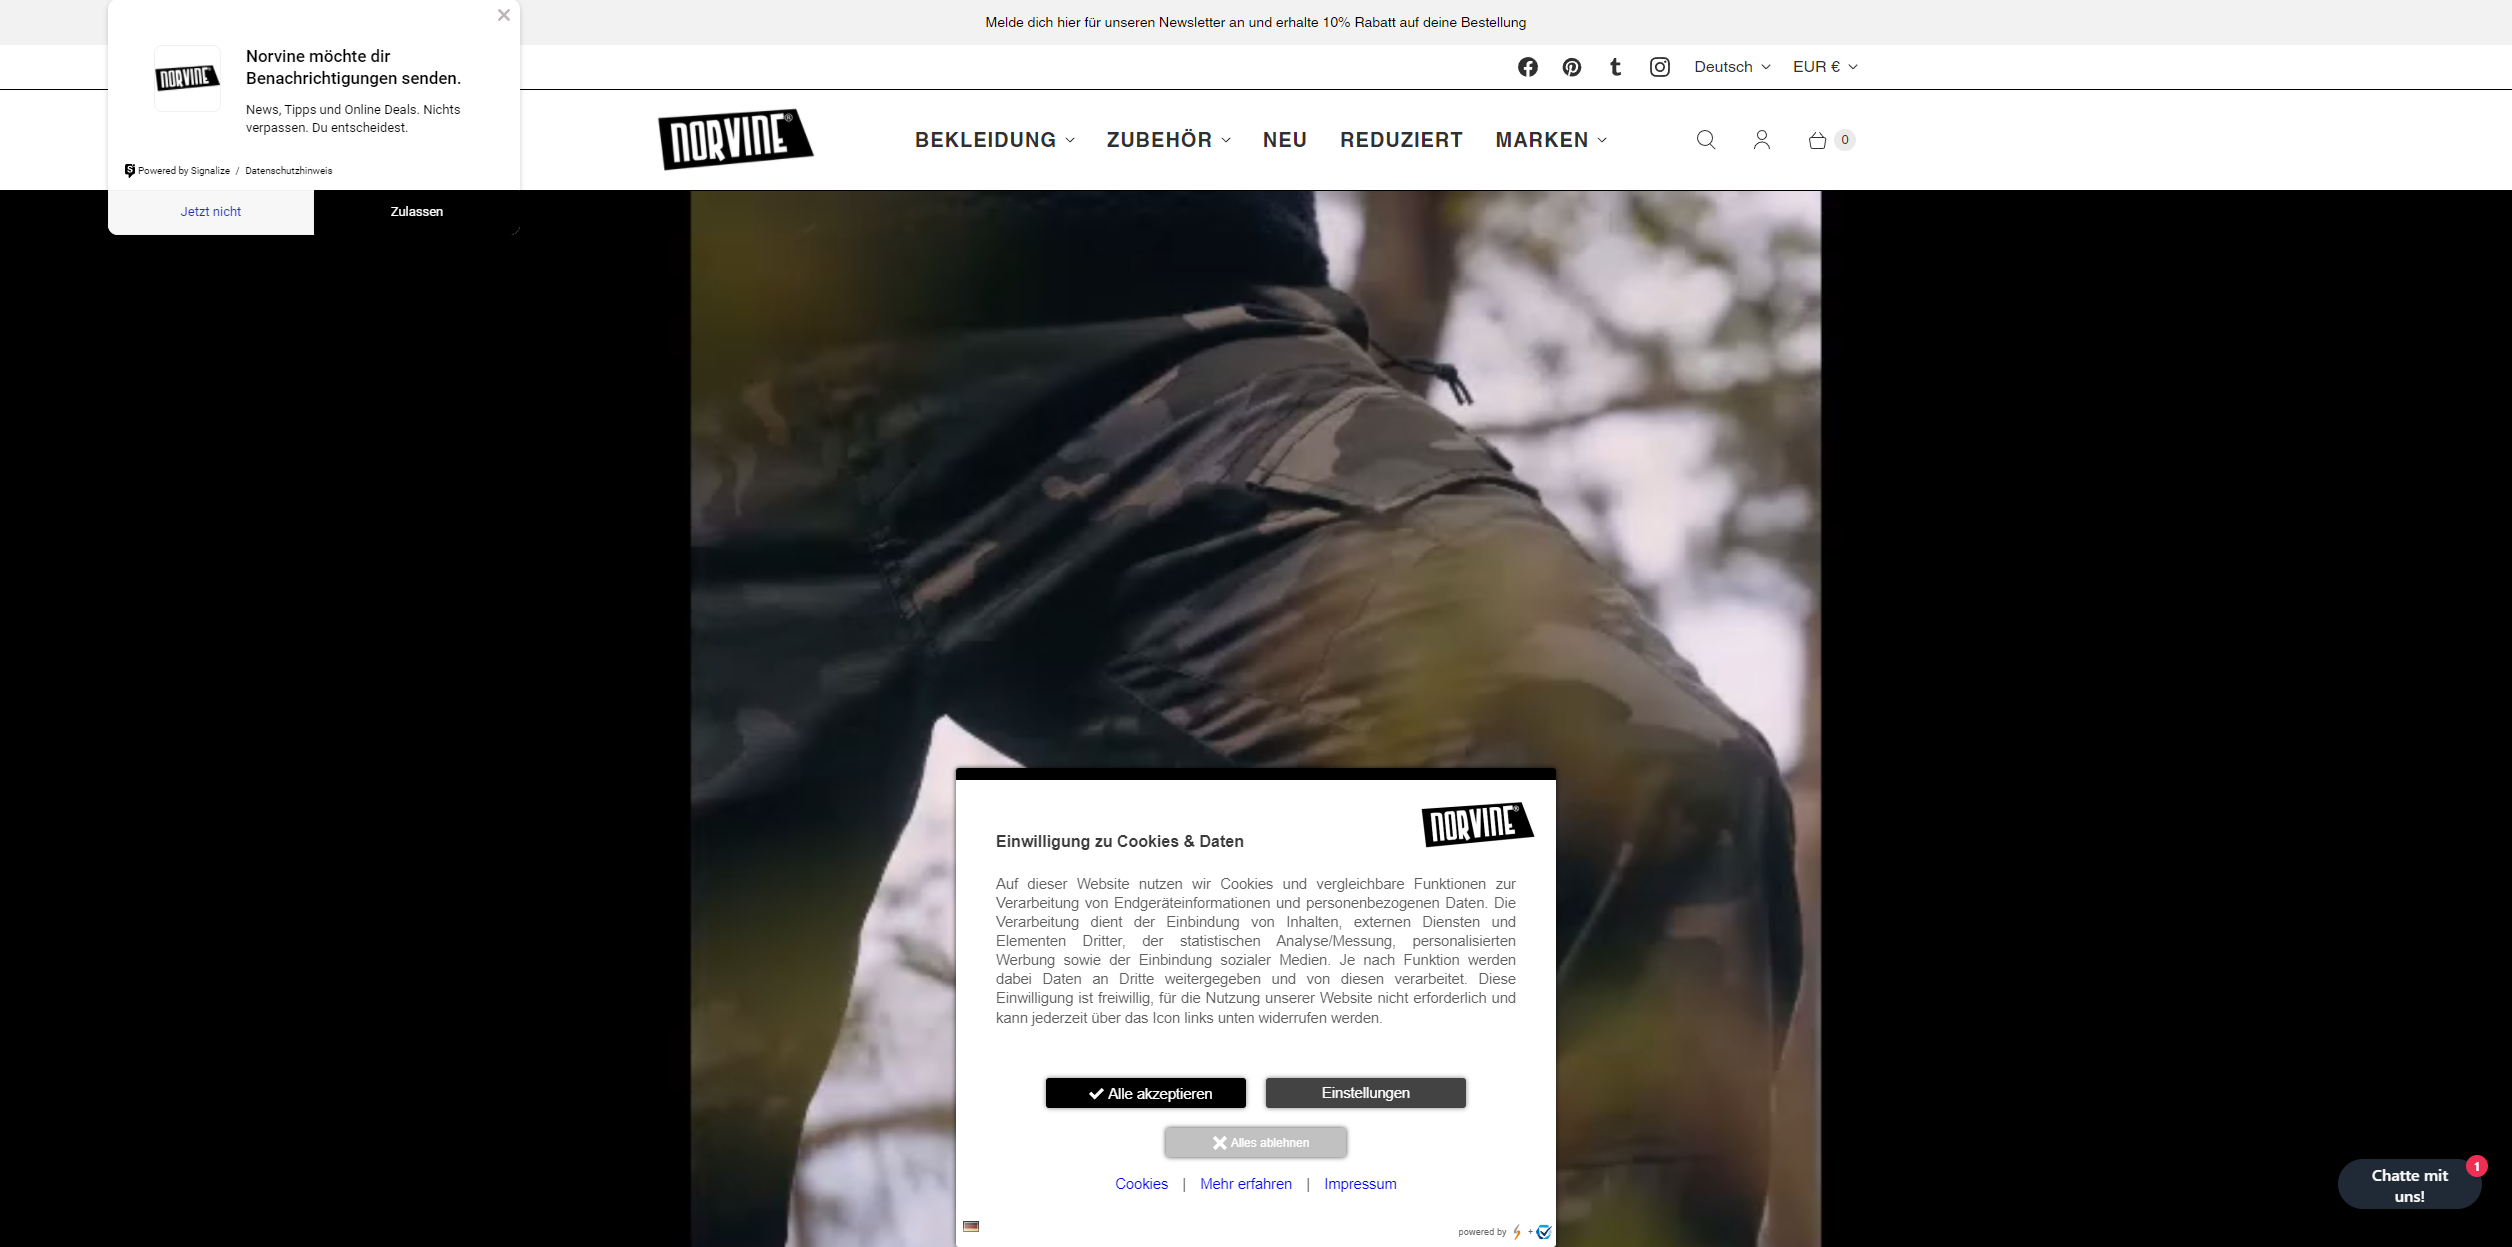 Melde dich hier für unseren Newsletter an und erhalte 10% Rabatt auf deine Bestellung
Norvine möchte dir
Benachrichtigungen senden.
NORVINE
News, Tipps und Online Deals. Nichts
verpassen. Du entscheidest.
Powered by Signalize / Datenschutzhinweis
Jetzt nicht
Zulassen
Deutsch
EUR €
NORVINE®
BEKLEIDUNG
ZUBEHÖR
NEU
REDUZIERT
MARKEN
0
NORVINE®
Einwilligung zu Cookies & Daten
Auf dieser Website nutzen wir Cookies und vergleichbare Funktionen zur
Verarbeitung von Endgeräteinformationen und personenbezogenen Daten. Die
Verarbeitung dient der Einbindung von Inhalten, externen Diensten und
Elementen Dritter, der statistischen Analyse/Messung, personalisierten
Werbung sowie der Einbindung sozialer Medien. Je nach Funktion werden
dabei Daten an Dritte weitergegeben und von diesen verarbeitet. Diese
Einwilligung ist freiwillig, für die Nutzung unserer Website nicht erforderlich und
kann jederzeit über das Icon links unten widerrufen werden.
Alle akzeptieren
Einstellungen
Alles ablehnen
Cookies | Mehr erfahren | Impressum
powered by +
Chatte mit
uns!
1